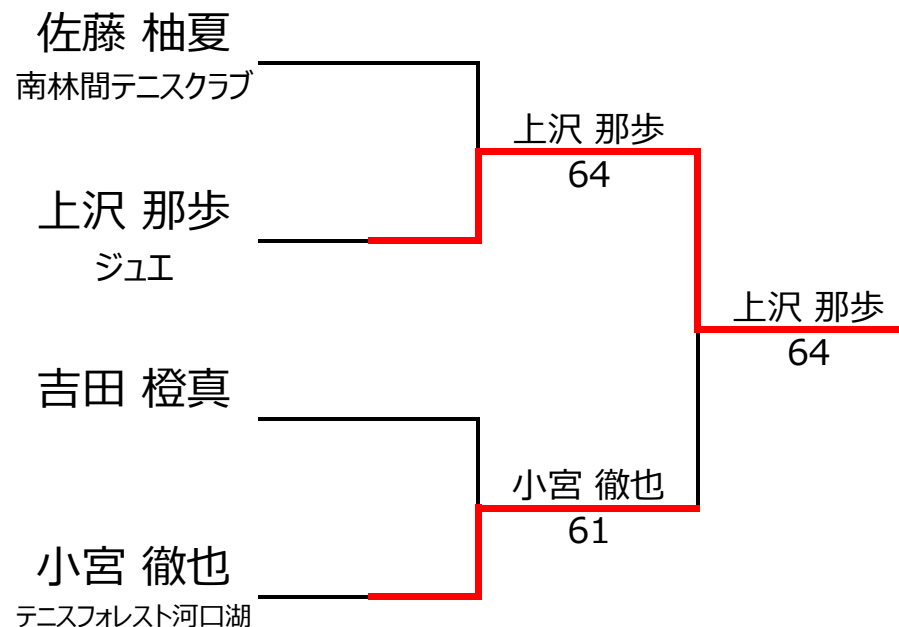 佐藤 柚夏
南林間テニスクラブ
上沢 那歩
64
上沢 那歩
ジュエ
上沢 那歩
64
吉田 橙真
小宮 徹也
61
小宮 徹也
テニスフォレスト河口湖